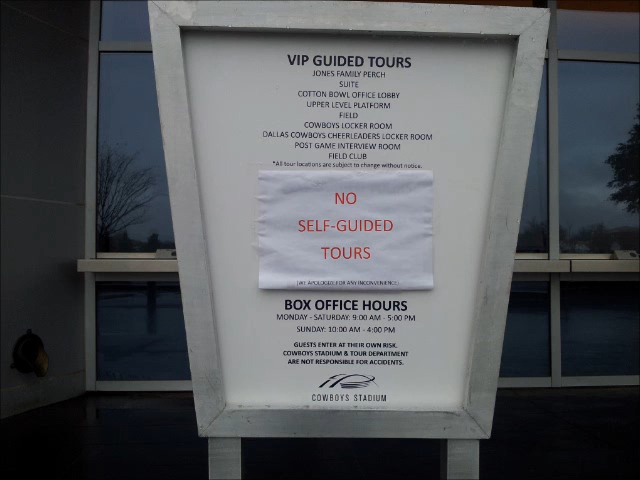 VIP GUIDED TOURS
JONES FAMILY PERCH
SUITE
COTTON BOWL OFFICE LOBBY
UPPER LEVEL PLATFORM
FIELD
COWBOYS LOCKER ROOM
DALLAS COWBOYS CHEERLEADERS LOCKER ROOM
POST GAME INTERVIEW ROOM
FIELD CLUB
*All tour locations are subject to change without notice.
NO
SELF-GUIDED
TOURS
(WE APOLOGIZE FOR ANY INCONVENIENCE)
BOX OFFICE HOURS
MONDAY - SATURDAY: 9:00 AM - 5:00 PM
SUNDAY: 10:00 AM - 4:00 PM
GUESTS ENTER AT THEIR OWN RISK.
COWBOYS STADIUM & TOUR DEPARTMENT
ARE NOT RESPONSIBLE FOR ACCIDENTS.
COWBOYS STADIUM